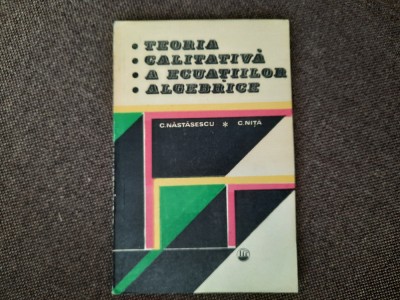 • TEORIA
• CALITATIVĂ
• A ECUAȚIILOR
• ALGEBRICE
C.NĂSTĂSESCU * C.NIȚĂ